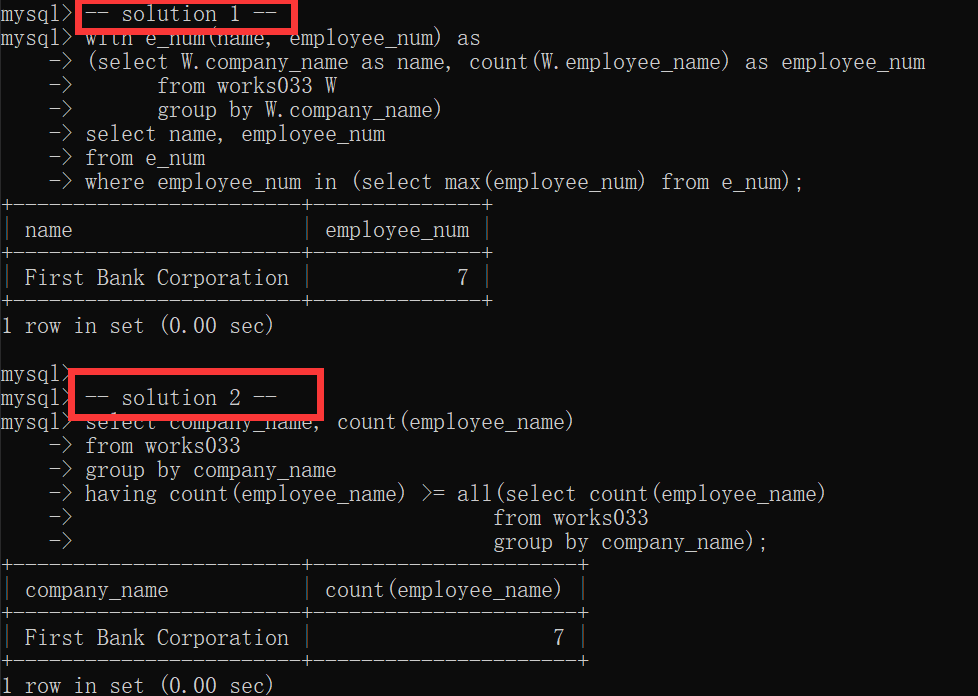 mysql> -- solution 1 --
mysql> with e_num(name, employee_num) as
    -> (select W.company_name as name, count(W.employee_name) as employee_num
    ->       from works033 W
    ->       group by W.company_name)
    -> select name, employee_num
    -> from e_num
    -> where employee_num in (select max(employee_num) from e_num);
+------------------------+--------------+
| name                   | employee_num |
+------------------------+--------------+
| First Bank Corporation |            7 |
+------------------------+--------------+
1 row in set (0.00 sec)

mysql>
mysql> -- solution 2 --
mysql> select company_name, count(employee_name)
    -> from works033
    -> group by company_name
    -> having count(employee_name) >= all(select count(employee_name)
    ->                                   from works033
    ->                                   group by company_name);
+------------------------+----------------------+
| company_name           | count(employee_name) |
+------------------------+----------------------+
| First Bank Corporation |                    7 |
+------------------------+----------------------+
1 row in set (0.00 sec)